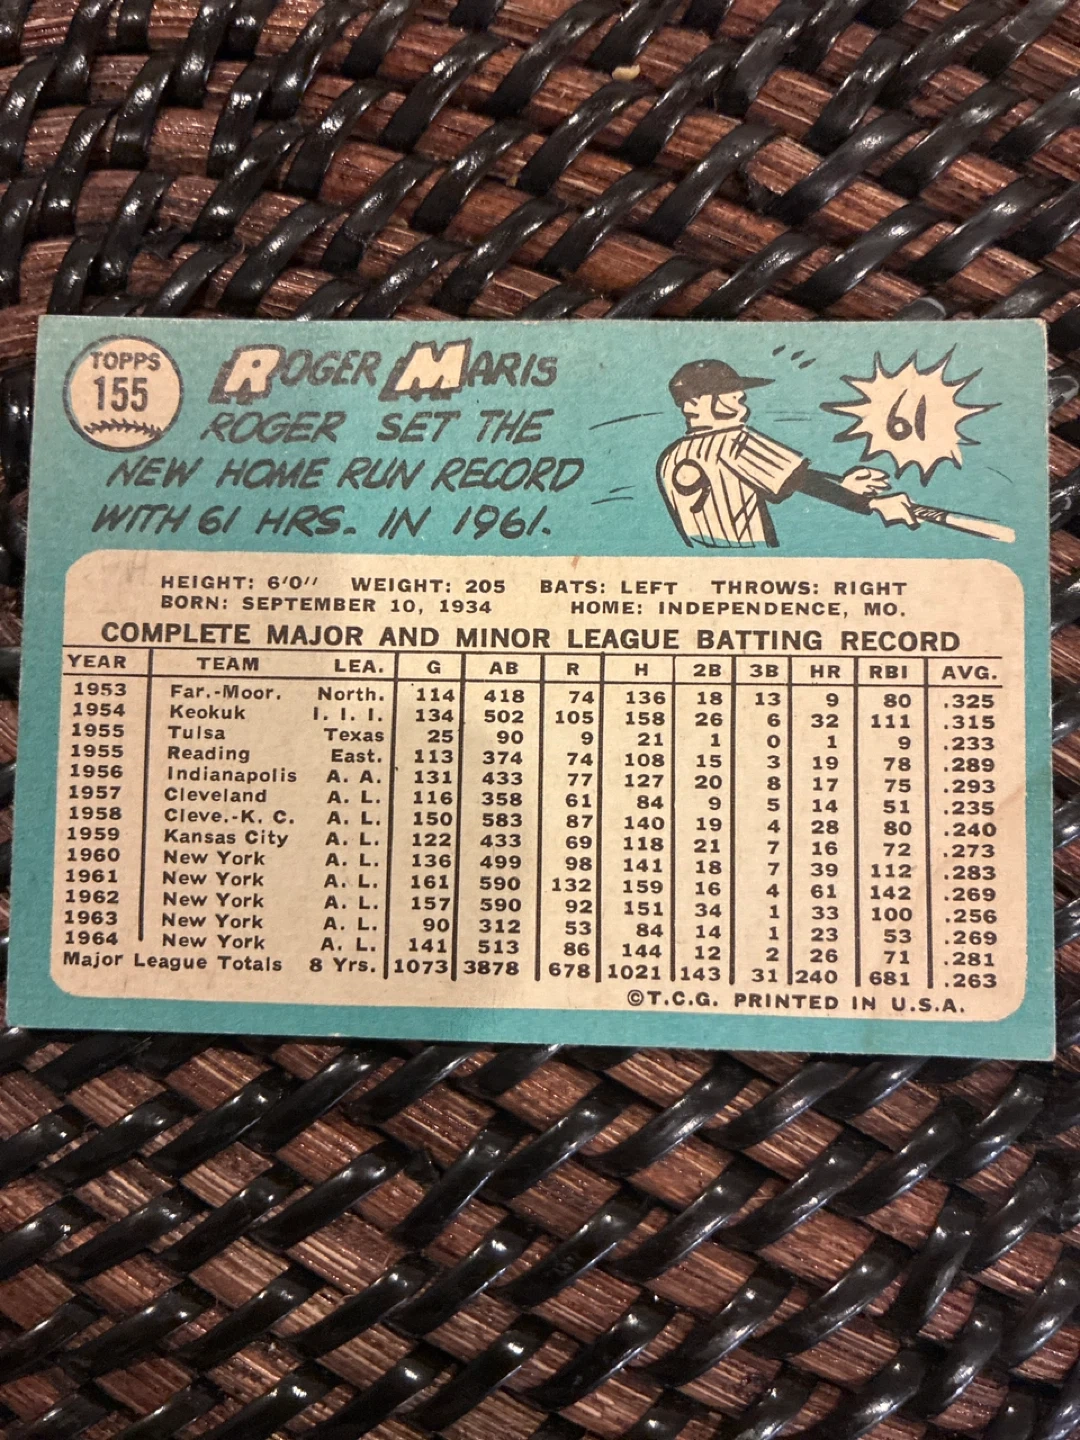 TOPPS
155
ROGER MARIS
ROGER SET THE
NEW HOME RUN RECORD
WITH 61 HRS. IN 1961.
61
9
HEIGHT: 6'0" WEIGHT: 205 BATS: LEFT THROWS: RIGHT
BORN: SEPTEMBER 10, 1934 HOME: INDEPENDENCE, MO.
COMPLETE MAJOR AND MINOR LEAGUE BATTING RECORD
YEAR TEAM LEA. G AB R H 2B 3B HR RBI AVG.
1953 Far.-Moor. North. 114 418 74 136 18 13 9 80 .325
1954 Keokuk I. I. I. 134 502 105 158 26 6 32 111 .315
1955 Tulsa Texas 25 90 9 21 1 0 1 9 .233
1955 Reading East. 113 374 74 108 15 3 19 78 .289
1956 Indianapolis A. A. 131 433 77 127 20 8 17 75 .293
1957 Cleveland A. L. 116 358 61 84 9 5 14 51 .235
1958 Cleve.-K. C. A. L. 150 583 87 140 19 4 28 80 .240
1959 Kansas City A. L. 122 433 69 118 21 7 16 72 .273
1960 New York A. L. 136 499 98 141 18 7 39 112 .283
1961 New York A. L. 161 590 132 159 16 4 61 142 .269
1962 New York A. L. 157 590 92 151 34 1 33 100 .256
1963 New York A. L. 90 312 53 84 14 1 23 53 .269
1964 New York A. L. 141 513 86 144 12 2 26 71 .281
Major League Totals 8 Yrs. 1073 3878 678 1021 143 31 240 681 .263
©T.C.G. PRINTED IN U.S.A.